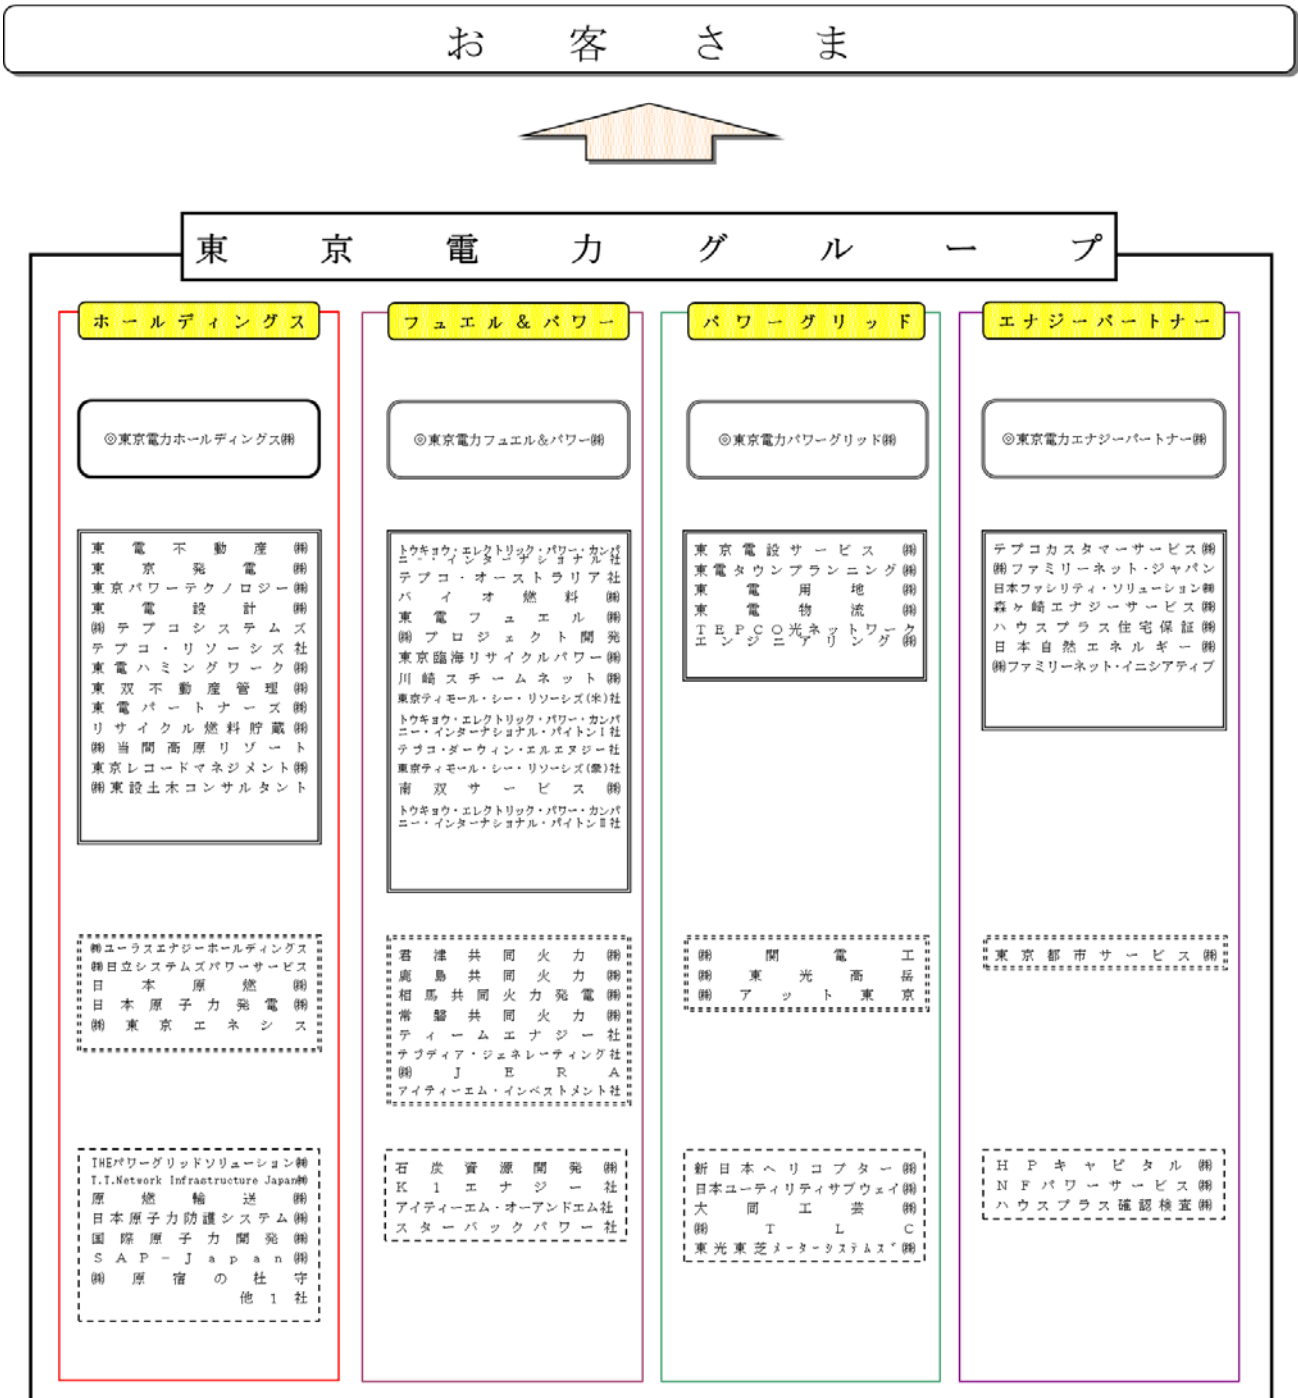 お客さま
東京電力グループ
ホールディングス
◎東京電力ホールディングス㈱
東電不動産㈱
東京発電㈱
東京パワーテクノロジー㈱
東電設計㈱
㈱テプコシステムズ
テプコ・リソーシズ社
東電ハミングワーク㈱
東双不動産管理㈱
東電パートナーズ㈱
リサイクル燃料貯蔵㈱
㈱当間高原リゾート
東京レコードマネジメント㈱
㈱東設土木コンサルタント
㈱ユーラスエナジーホールディングス
㈱日立システムズパワーサービス
日本原燃㈱
日本原子力発電㈱
㈱東京エネシス
THEパワーグリッドソリューション㈱
T.T.Network Infrastructure Japan㈱
原燃輸送㈱
日本原子力防護システム㈱
国際原子力開発㈱
SAP－Japan㈱
㈱原宿の杜守
他1社
フュエル＆パワー
◎東京電力フュエル＆パワー㈱
トウキョウ・エレクトリック・パワー・カンパ
ニー・インターナショナル社
テプコ・オーストラリア社
バイオ燃料㈱
東電フュエル㈱
㈱プロジェクト開発
東京臨海リサイクルパワー㈱
川崎スチームネット㈱
東京ティモール・シー・リソーシズ(米)社
トウキョウ・エレクトリック・パワー・カンパ
ニー・インターナショナル・パイトンⅠ社
テプコ・ダーウィン・エルエヌジー社
東京ティモール・シー・リソーシズ(豪)社
南双サービス㈱
トウキョウ・エレクトリック・パワー・カンパ
ニー・インターナショナル・パイトンⅡ社
君津共同火力㈱
鹿島共同火力㈱
相馬共同火力発電㈱
常磐共同火力㈱
ティームエナジー社
テプディア・ジェネレーティング社
㈱JERA
アイティーエム・インベストメント社
石炭資源開発㈱
K1エナジー社
アイティーエム・オーアンドエム社
スターバックパワー社
パワーグリッド
◎東京電力パワーグリッド㈱
東京電設サービス㈱
東電タウンプランニング㈱
東電用地㈱
東電物流㈱
TEPCO光ネットワーク
エンジニアリング㈱
㈱関電工
㈱東光高岳
㈱アット東京
新日本ヘリコプター㈱
日本ユーティリティサブウェイ㈱
大同工芸㈱
㈱TLC
東光東芝メーターシステムズ㈱
エナジーパートナー
◎東京電力エナジーパートナー㈱
テプコカスタマーサービス㈱
㈱ファミリーネット・ジャパン
日本ファシリティ・ソリューション㈱
森ヶ崎エナジーサービス㈱
ハウスプラス住宅保証㈱
日本自然エネルギー㈱
㈱ファミリーネット・イニシアティブ
東京都市サービス㈱
HPキャピタル㈱
NFパワーサービス㈱
ハウスプラス確認検査㈱